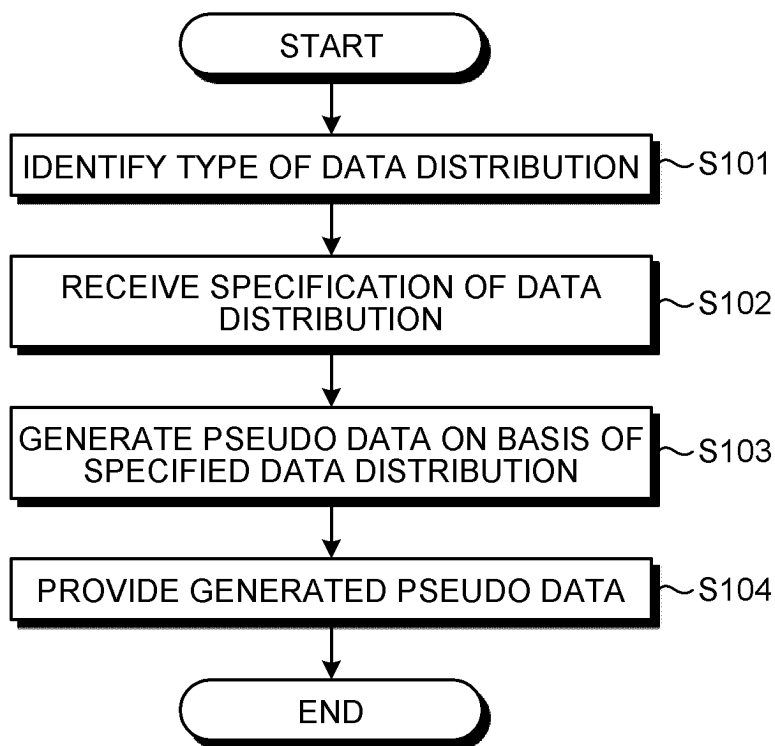 START
IDENTIFY TYPE OF DATA DISTRIBUTION
S101
RECEIVE SPECIFICATION OF DATA
DISTRIBUTION
S102
GENERATE PSEUDO DATA ON BASIS OF
SPECIFIED DATA DISTRIBUTION
S103
PROVIDE GENERATED PSEUDO DATA
S104
END